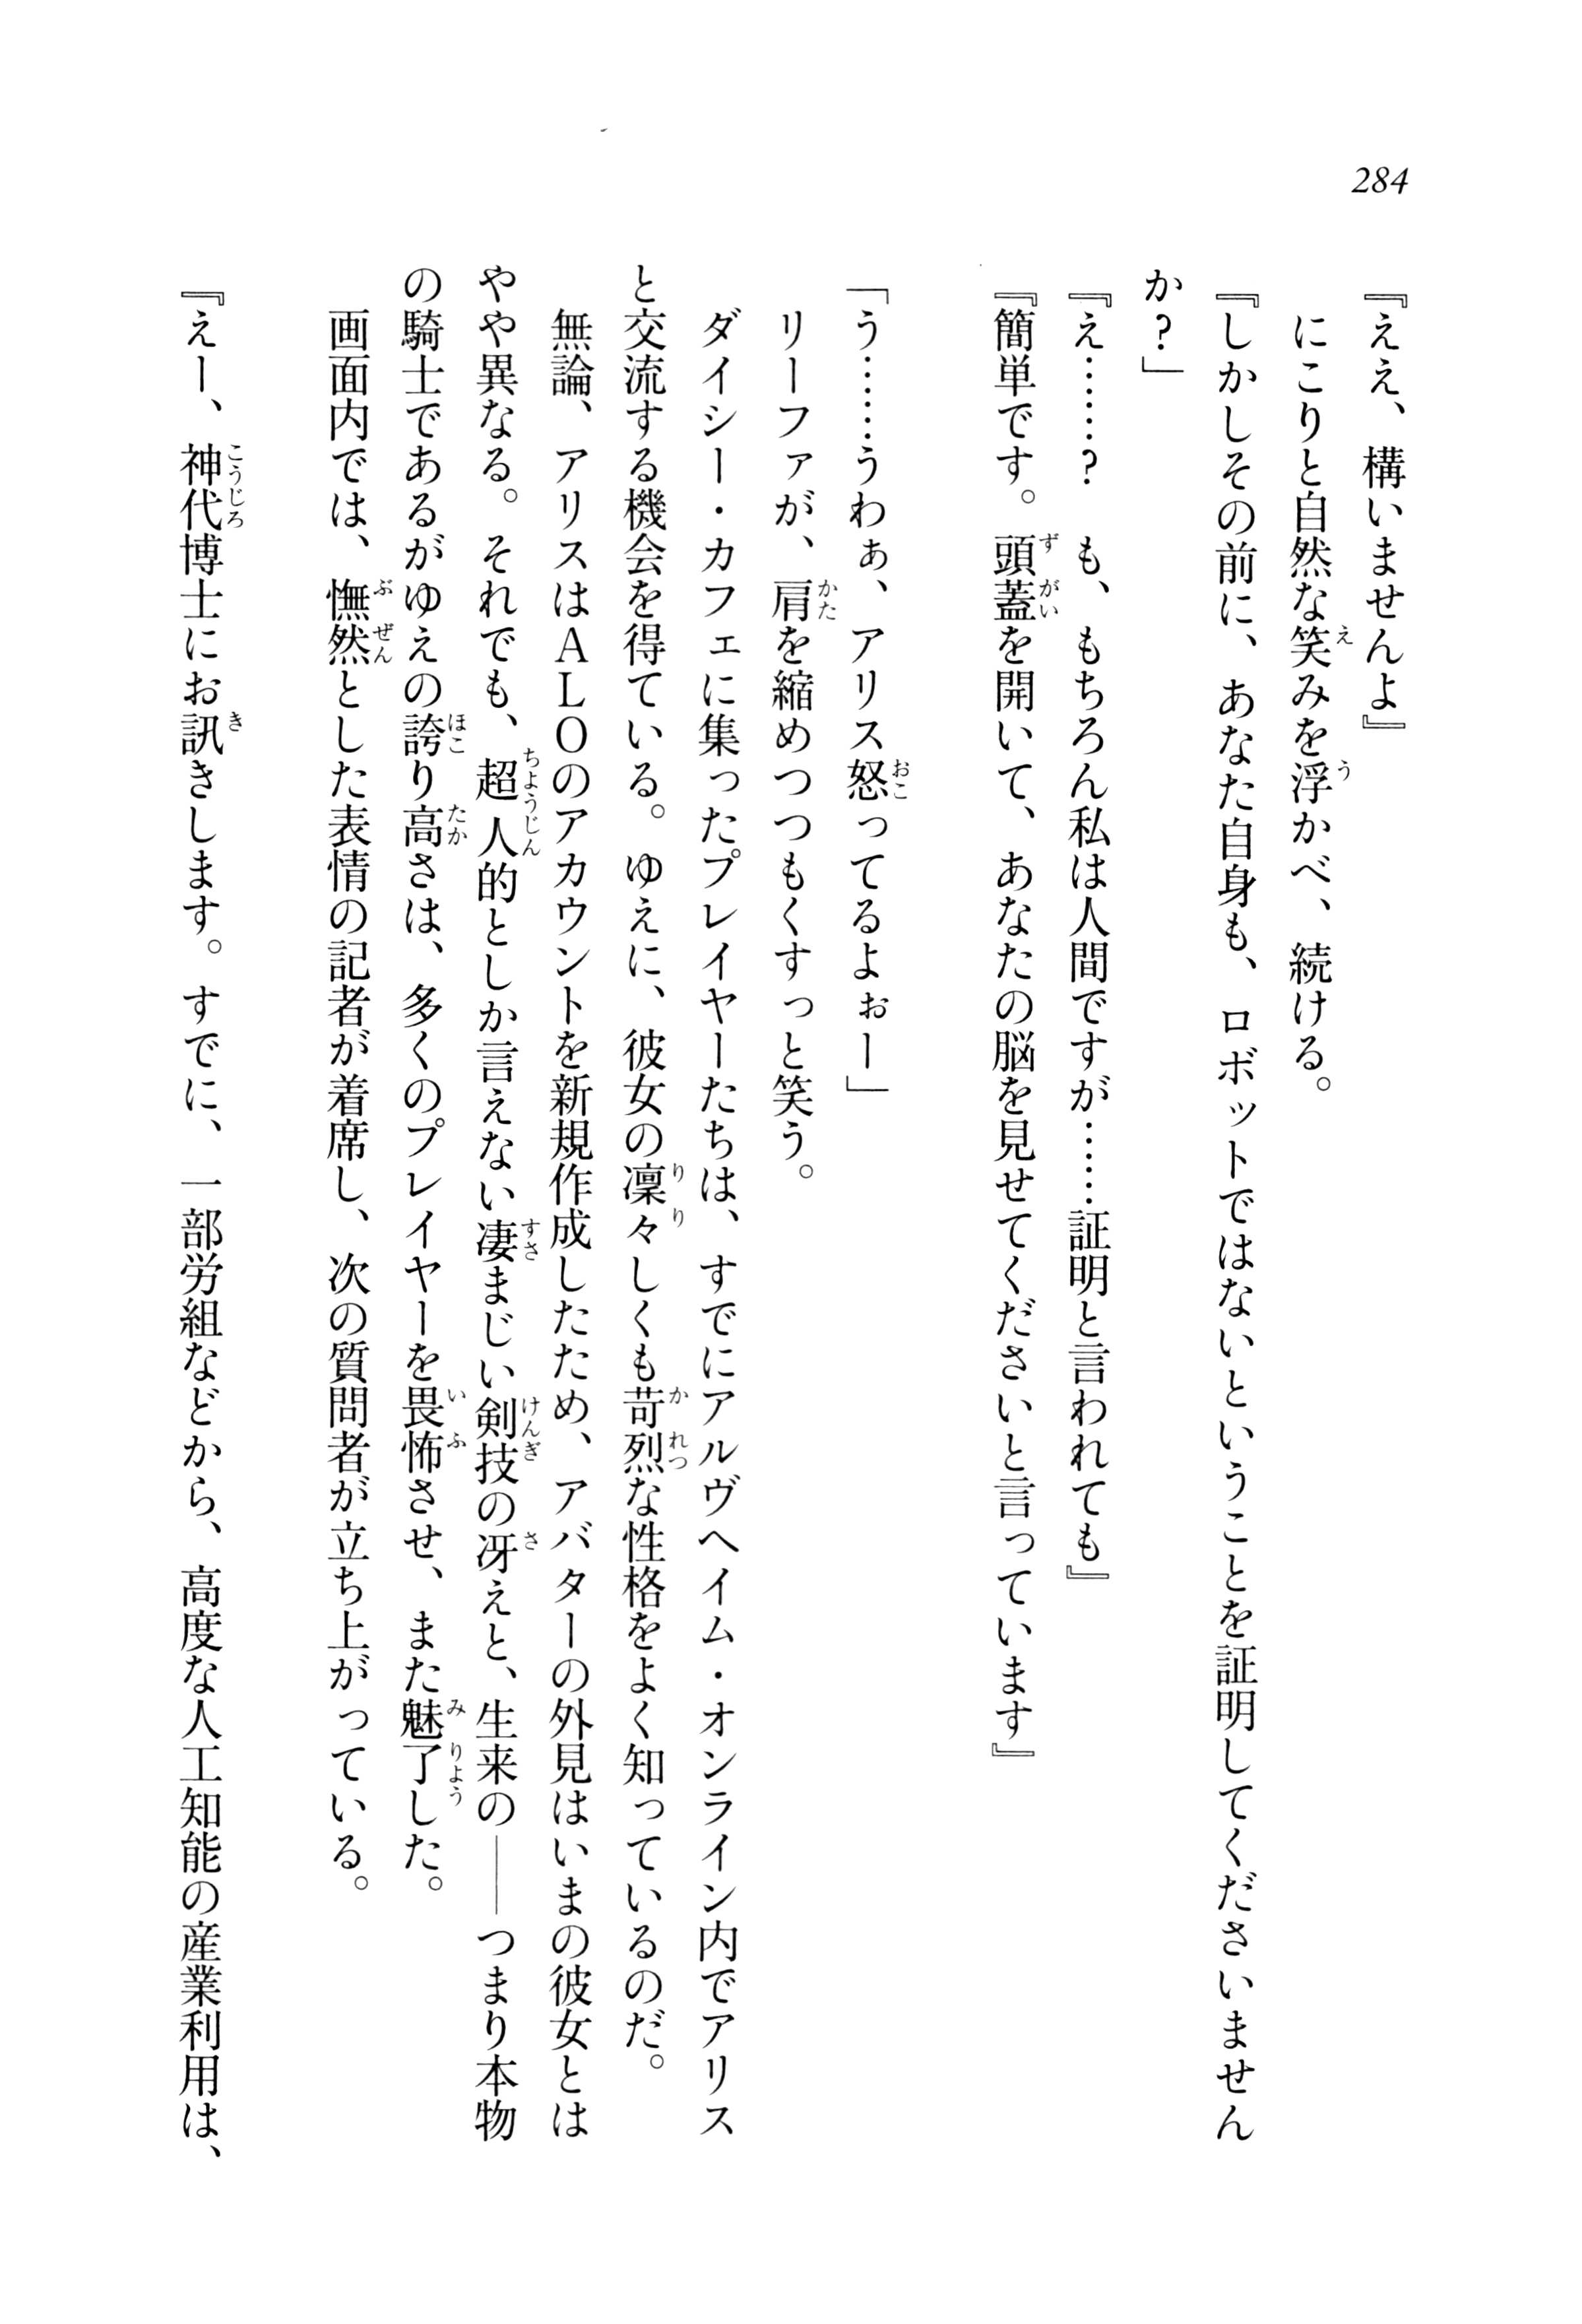 284
『ええ、構いませんよ』
にこりと自然な笑みを浮かべ、続ける。
『しかしその前に、あなた自身も、ロボットではないということを証明してくださいません
か?」
『え……?　も、もちろん私は人間ですが……証明と言われても』
『簡単です。頭蓋を開いて、あなたの脳を見せてくださいと言っています』
「う……うわぁ、アリス怒ってるよぉー」
リーファが、肩を縮めつつもくすっと笑う。
ダイシー・カフェに集ったプレイヤーたちは、すでにアルヴヘイム・オンライン内でアリス
と交流する機会を得ている。ゆえに、彼女の凜々しくも苛烈な性格をよく知っているのだ。
無論、アリスはＡＬＯのアカウントを新規作成したため、アバターの外見はいまの彼女とは
やや異なる。それでも、超人的としか言えない凄まじい剣技の冴えと、生来の――つまり本物
の騎士であるがゆえの誇り高さは、多くのプレイヤーを畏怖させ、また魅了した。
画面内では、憮然とした表情の記者が着席し、次の質問者が立ち上がっている。
『えー、神代博士にお訊きします。すでに、一部労組などから、高度な人工知能の産業利用は、